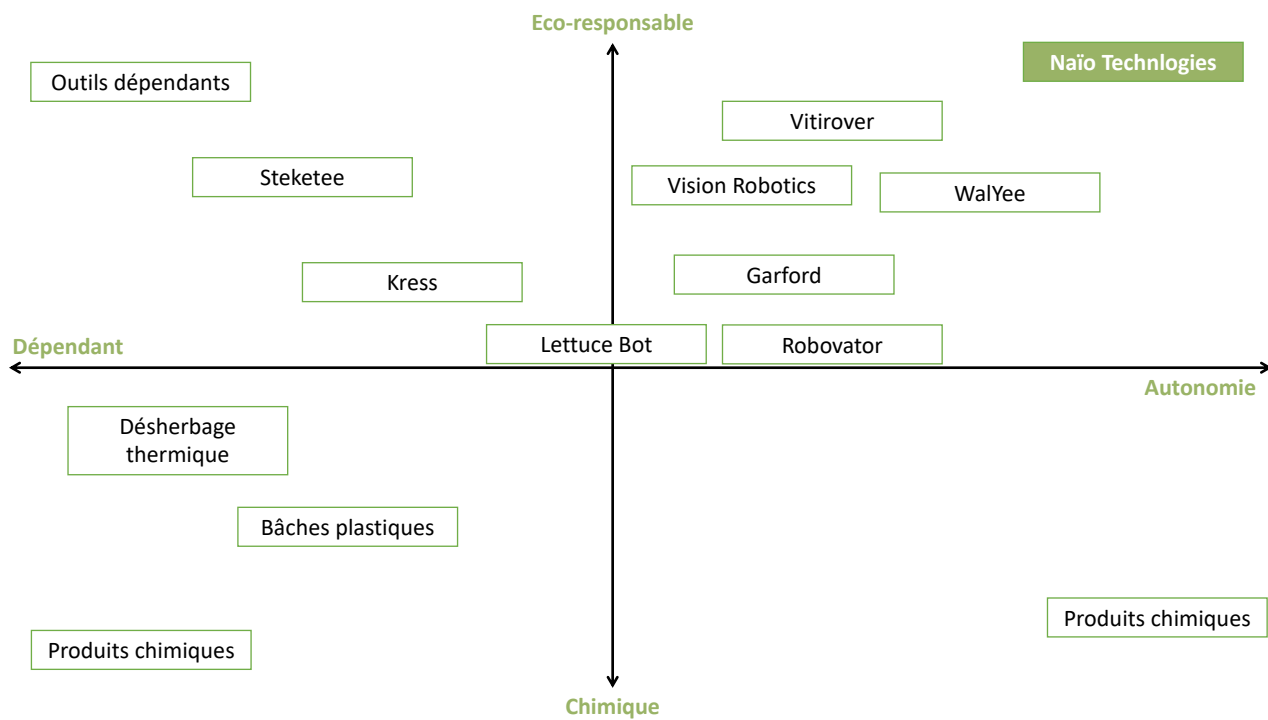 Eco-responsable
Naïo Technlogies
Outils dépendants
Vitirover
Steketee
Vision Robotics
WalYee
Garford
Kress
Lettuce Bot
Robovator
Dépendant
Autonomie
Désherbage
thermique
Bâches plastiques
Produits chimiques
Produits chimiques
Chimique